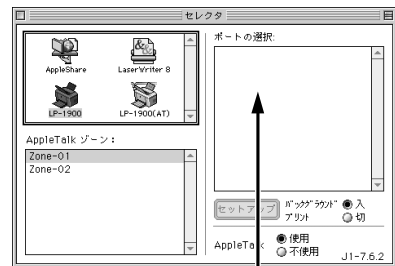 セレクタ
ポートの選択:
AppleShare
LaserWriter 8
LP-1900
LP-1900(AT)
AppleTalk ゾーン：
Zone-01
Zone-02
セットアップ
バックグラウンド
プリント
入
切
AppleTalk
使用
不使用
J1-7.6.2